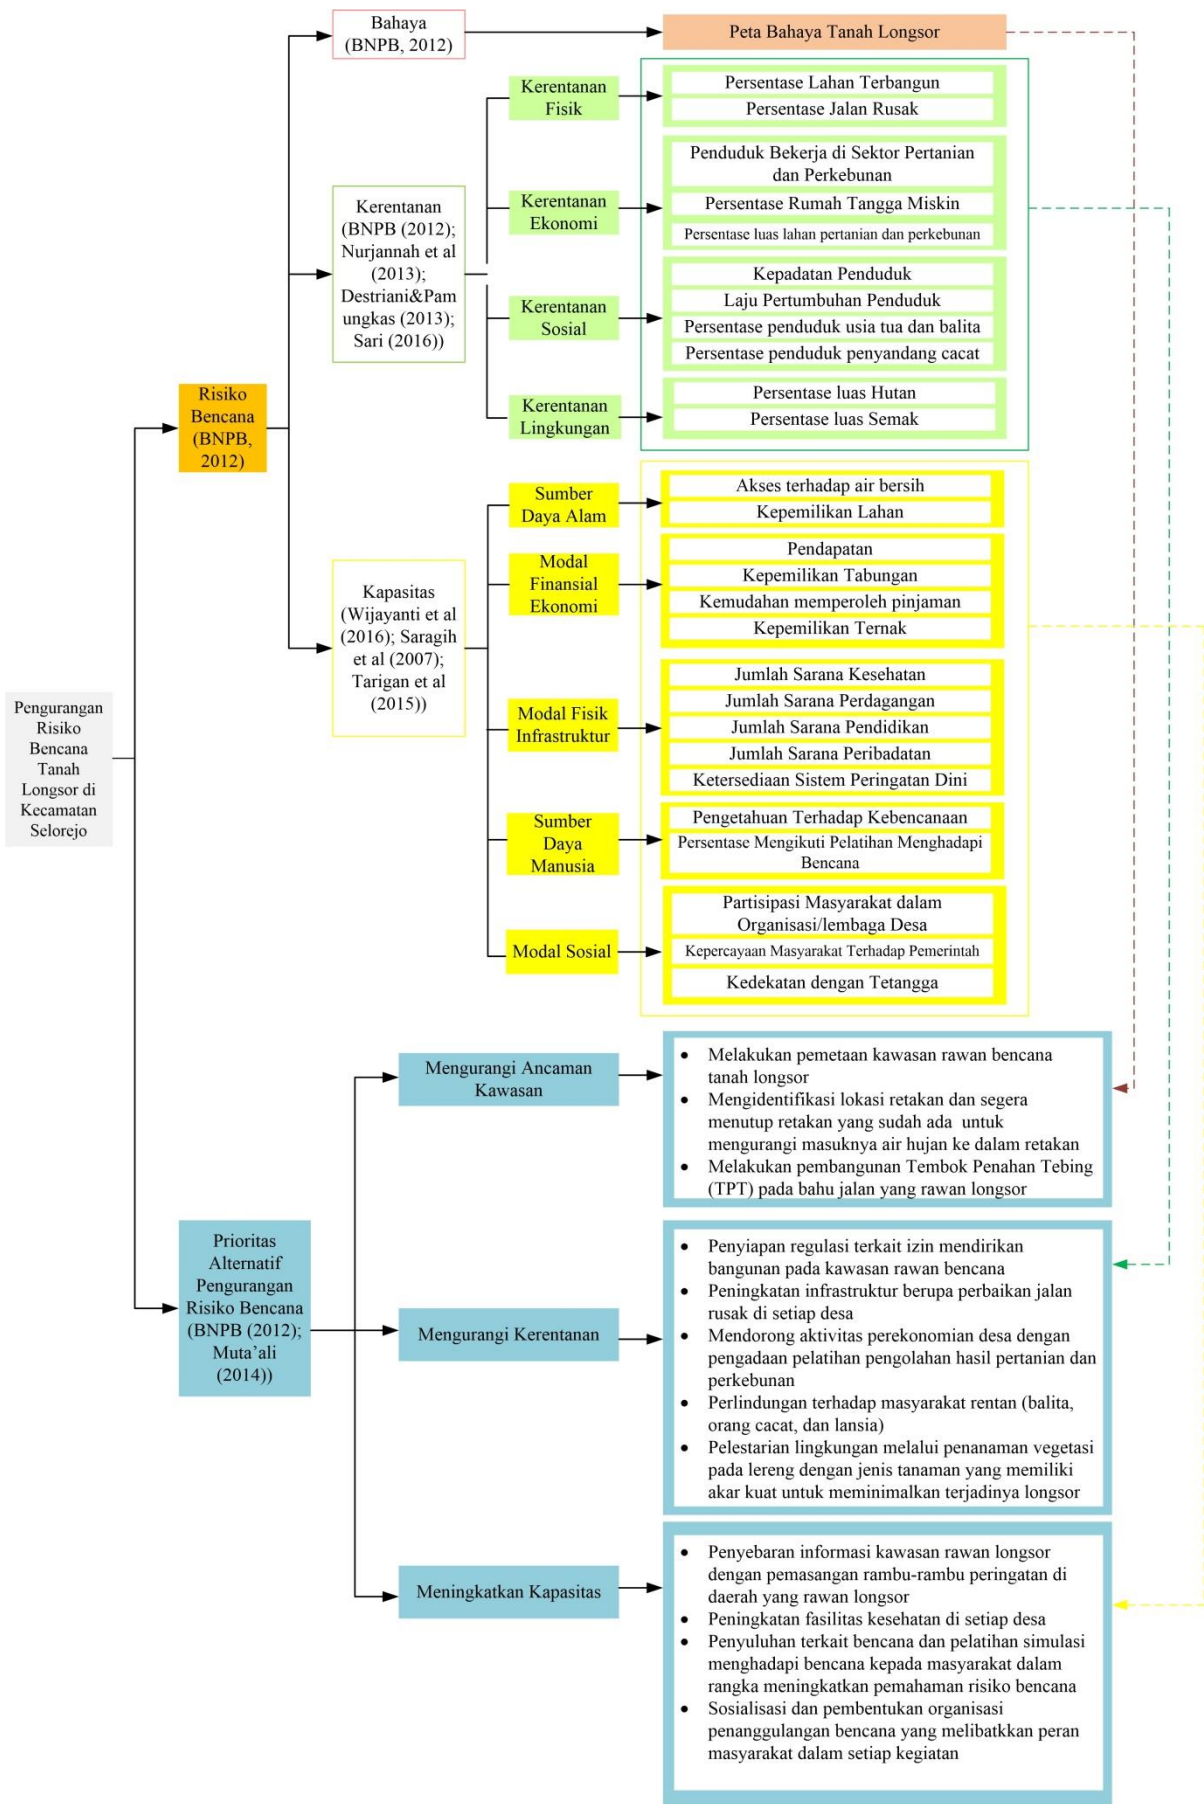 Bahaya
(BNPB, 2012)
Peta Bahaya Tanah Longsor
Kerentanan
Fisik
Persentase Lahan Terbangun
Persentase Jalan Rusak
Kerentanan
(BNPB (2012);
Nurjannah et al
(2013);
Destriani&Pam
ungkas (2013);
Sari (2016))
Kerentanan
Ekonomi
Penduduk Bekerja di Sektor Pertanian
dan Perkebunan
Persentase Rumah Tangga Miskin
Persentase luas lahan pertanian dan perkebunan
Kerentanan
Sosial
Kepadatan Penduduk
Laju Pertumbuhan Penduduk
Persentase penduduk usia tua dan balita
Persentase penduduk penyandang cacat
Kerentanan
Lingkungan
Persentase luas Hutan
Persentase luas Semak
Risiko
Bencana
(BNPB,
2012)
Sumber
Daya Alam
Akses terhadap air bersih
Kepemilikan Lahan
Kapasitas
(Wijayanti et al
(2016); Saragih
et al (2007);
Tarigan et al
(2015))
Modal
Finansial
Ekonomi
Pendapatan
Kepemilikan Tabungan
Kemudahan memperoleh pinjaman
Kepemilikan Ternak
Modal Fisik
Infrastruktur
Jumlah Sarana Kesehatan
Jumlah Sarana Perdagangan
Jumlah Sarana Pendidikan
Jumlah Sarana Peribadatan
Ketersediaan Sistem Peringatan Dini
Pengurangan
Risiko
Bencana
Tanah
Longsor di
Kecamatan
Selorejo
Sumber
Daya
Manusia
Pengetahuan Terhadap Kebencanaan
Persentase Mengikuti Pelatihan Menghadapi
Bencana
Modal Sosial
Partisipasi Masyarakat dalam
Organisasi/lembaga Desa
Kepercayaan Masyarakat Terhadap Pemerintah
Kedekatan dengan Tetangga
Mengurangi Ancaman
Kawasan
• Melakukan pemetaan kawasan rawan bencana
tanah longsor
• Mengidentifikasi lokasi retakan dan segera
menutup retakan yang sudah ada untuk
mengurangi masuknya air hujan ke dalam retakan
• Melakukan pembangunan Tembok Penahan Tebing
(TPT) pada bahu jalan yang rawan longsor
Prioritas
Alternatif
Pengurangan
Risiko Bencana
(BNPB (2012);
Muta’ali
(2014))
Mengurangi Kerentanan
• Penyiapan regulasi terkait izin mendirikan
bangunan pada kawasan rawan bencana
• Peningkatan infrastruktur berupa perbaikan jalan
rusak di setiap desa
• Mendorong aktivitas perekonomian desa dengan
pengadaan pelatihan pengolahan hasil pertanian dan
perkebunan
• Perlindungan terhadap masyarakat rentan (balita,
orang cacat, dan lansia)
• Pelestarian lingkungan melalui penanaman vegetasi
pada lereng dengan jenis tanaman yang memiliki
akar kuat untuk meminimalkan terjadinya longsor
Meningkatkan Kapasitas
• Penyebaran informasi kawasan rawan longsor
dengan pemasangan rambu-rambu peringatan di
daerah yang rawan longsor
• Peningkatan fasilitas kesehatan di setiap desa
• Penyuluhan terkait bencana dan pelatihan simulasi
menghadapi bencana kepada masyarakat dalam
rangka meningkatkan pemahaman risiko bencana
• Sosialisasi dan pembentukan organisasi
penanggulangan bencana yang melibatkkan peran
masyarakat dalam setiap kegiatan